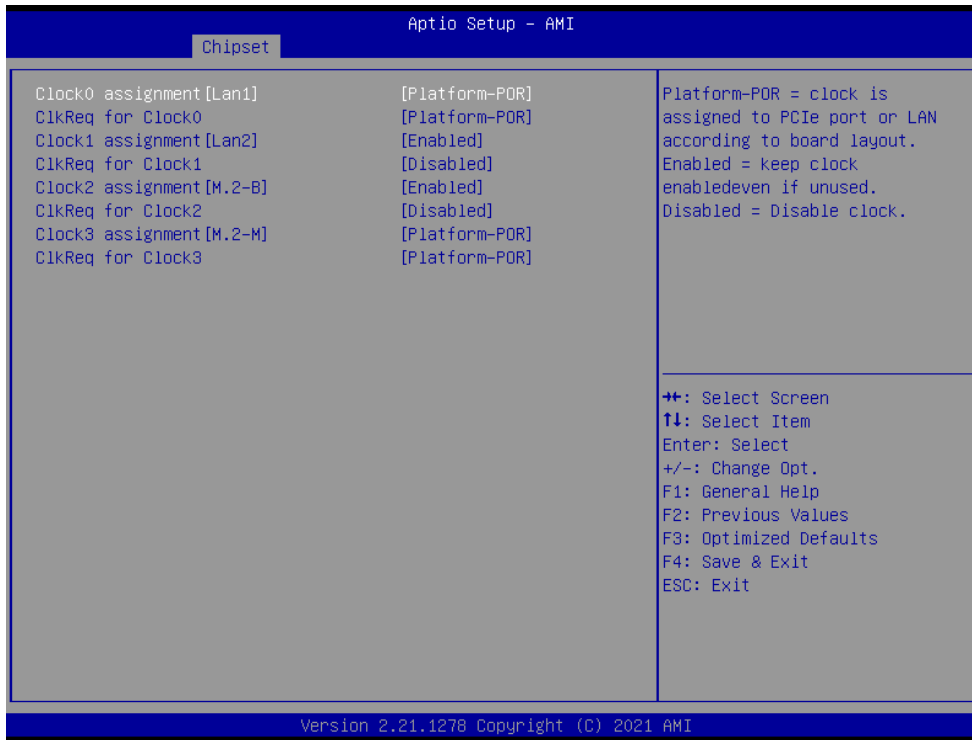 Aptio Setup – AMI
Chipset
Clock0 assignment[Lan1] [Platform-POR]
ClkReq for Clock0 [Platform-POR]
Clock1 assignment[Lan2] [Enabled]
ClkReq for Clock1 [Disabled]
Clock2 assignment[M.2-B] [Enabled]
ClkReq for Clock2 [Disabled]
Clock3 assignment[M.2-M] [Platform-POR]
ClkReq for Clock3 [Platform-POR]
Platform-POR = clock is
assigned to PCIe port or LAN
according to board layout.
Enabled = keep clock
enabledeven if unused.
Disabled = Disable clock.
→←: Select Screen
↑↓: Select Item
Enter: Select
+/-: Change Opt.
F1: General Help
F2: Previous Values
F3: Optimized Defaults
F4: Save & Exit
ESC: Exit
Version 2.21.1278 Copyright (C) 2021 AMI